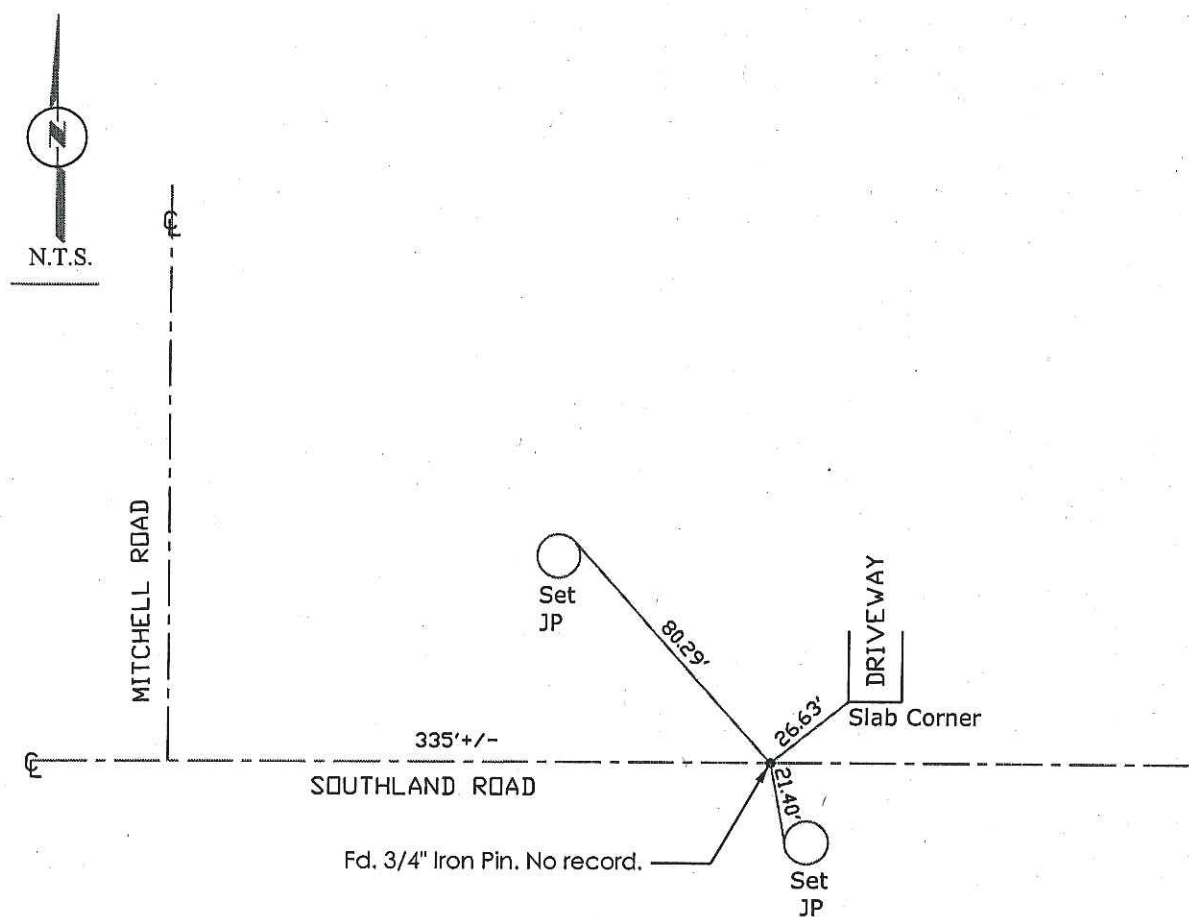 N
N.T.S.
℄
MITCHELL ROAD
Set
JP
80.29'
DRIVEWAY
26.63'
Slab Corner
335'+/-
℄
SOUTHLAND ROAD
21.40'
Fd. 3/4" Iron Pin. No record.
Set
JP